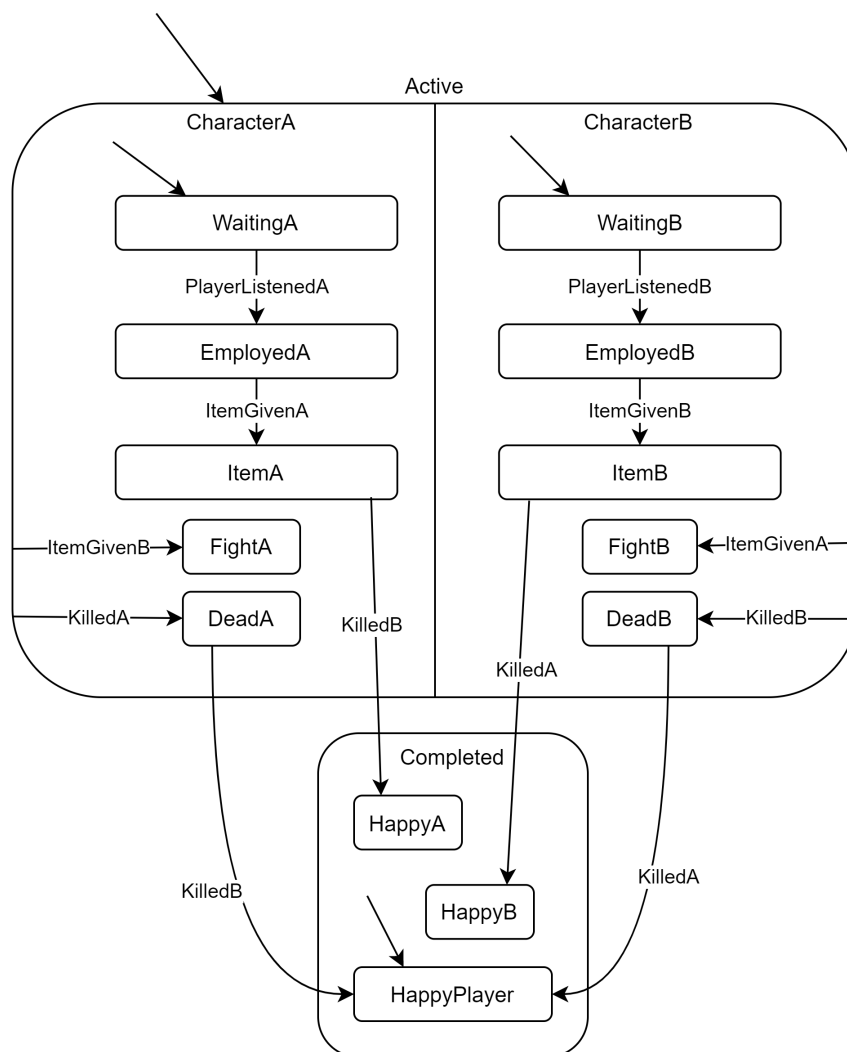 Active
CharacterA
CharacterB
WaitingA
WaitingB
PlayerListenedA
PlayerListenedB
EmployedA
EmployedB
ItemGivenA
ItemGivenB
ItemA
ItemB
ItemGivenB
FightA
FightB
ItemGivenA
KilledA
DeadA
DeadB
KilledB
KilledB
KilledA
Completed
HappyA
KilledB
KilledA
HappyB
HappyPlayer